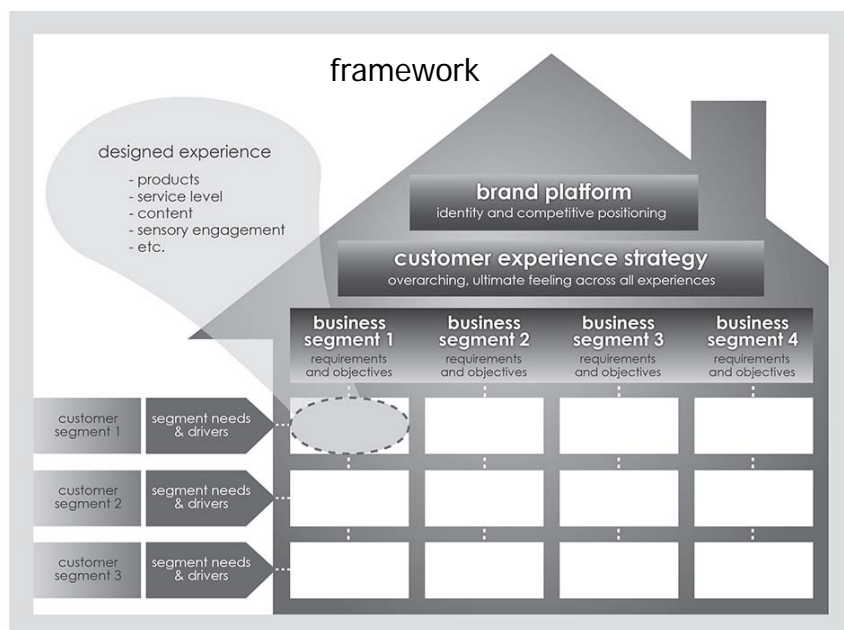 framework
designed experience
- products
- service level
- content
- sensory engagement
- etc.
brand platform
identity and competitive positioning
customer experience strategy
overarching, ultimate feeling across all experiences
business
segment 1
requirements
and objectives
business
segment 2
requirements
and objectives
business
segment 3
requirements
and objectives
business
segment 4
requirements
and objectives
customer
segment 1
segment needs
& drivers
customer
segment 2
segment needs
& drivers
customer
segment 3
segment needs
& drivers